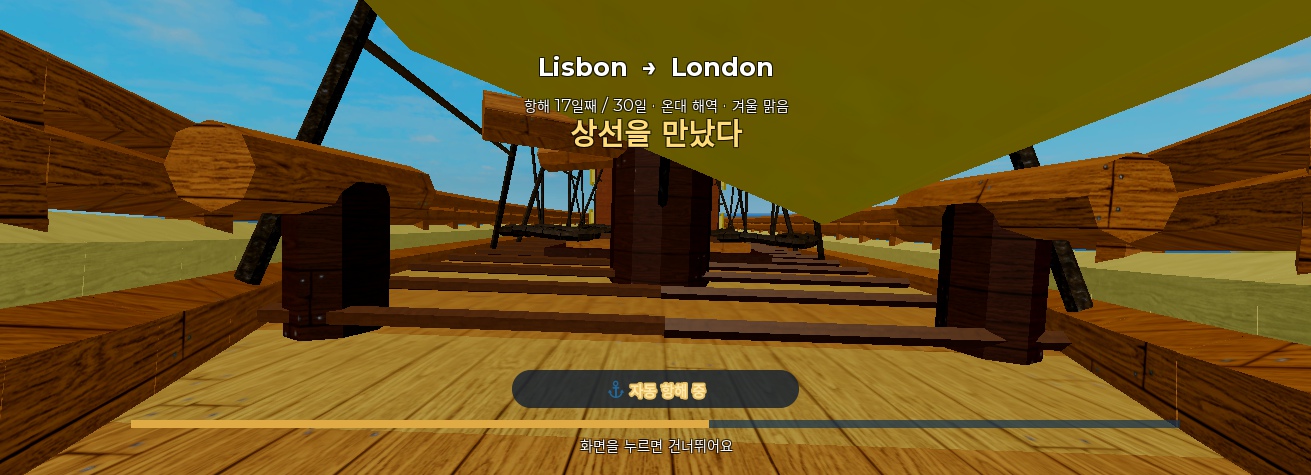 Lisbon → London
항해 17일째 / 30일 · 온대 해역 · 겨울 맑음
상선을 만났다
⚓ 자동 항해 중
화면을 누르면 건너뛰어요